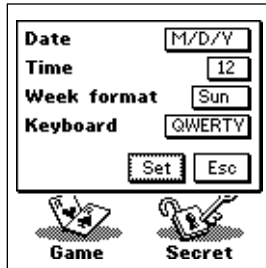 Date M/D/Y
Time 12
Week format Sun
Keyboard QWERTY
Set Esc
Game Secret